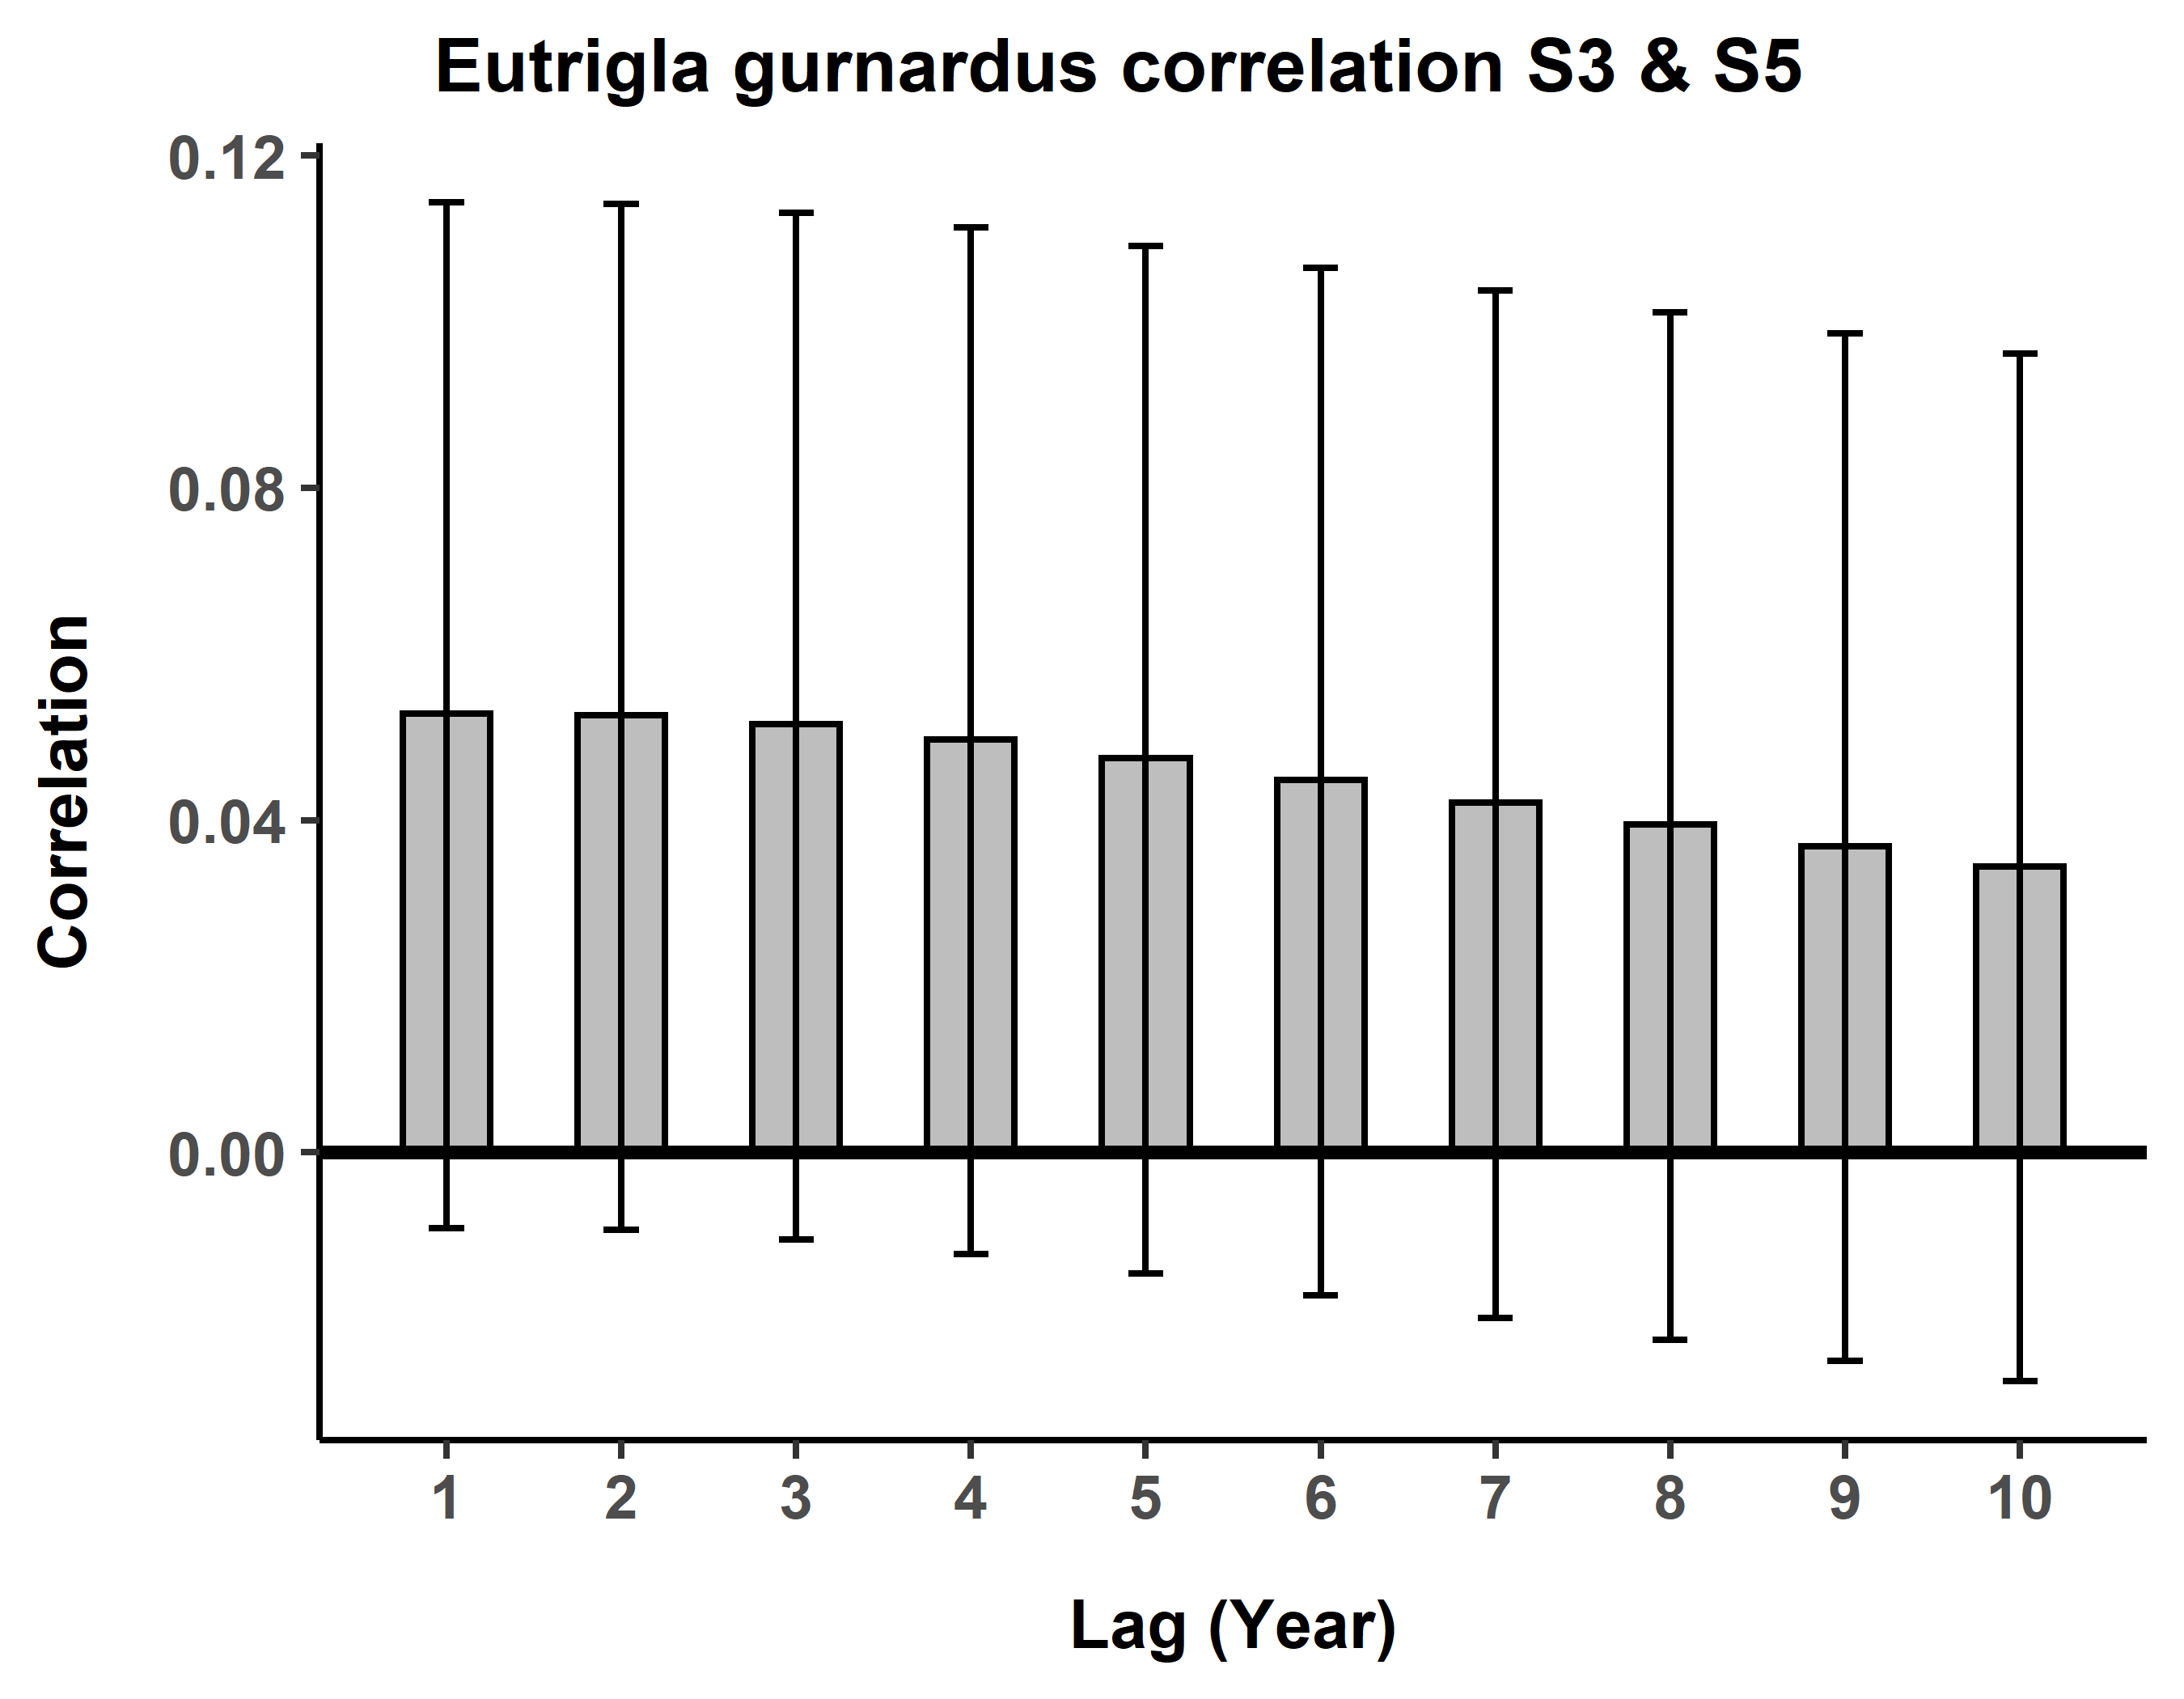 Eutrigla gurnardus correlation S3 & S5
0.12
0.08
0.04
0.00
Correlation
1 2 3 4 5 6 7 8 9 10
Lag (Year)